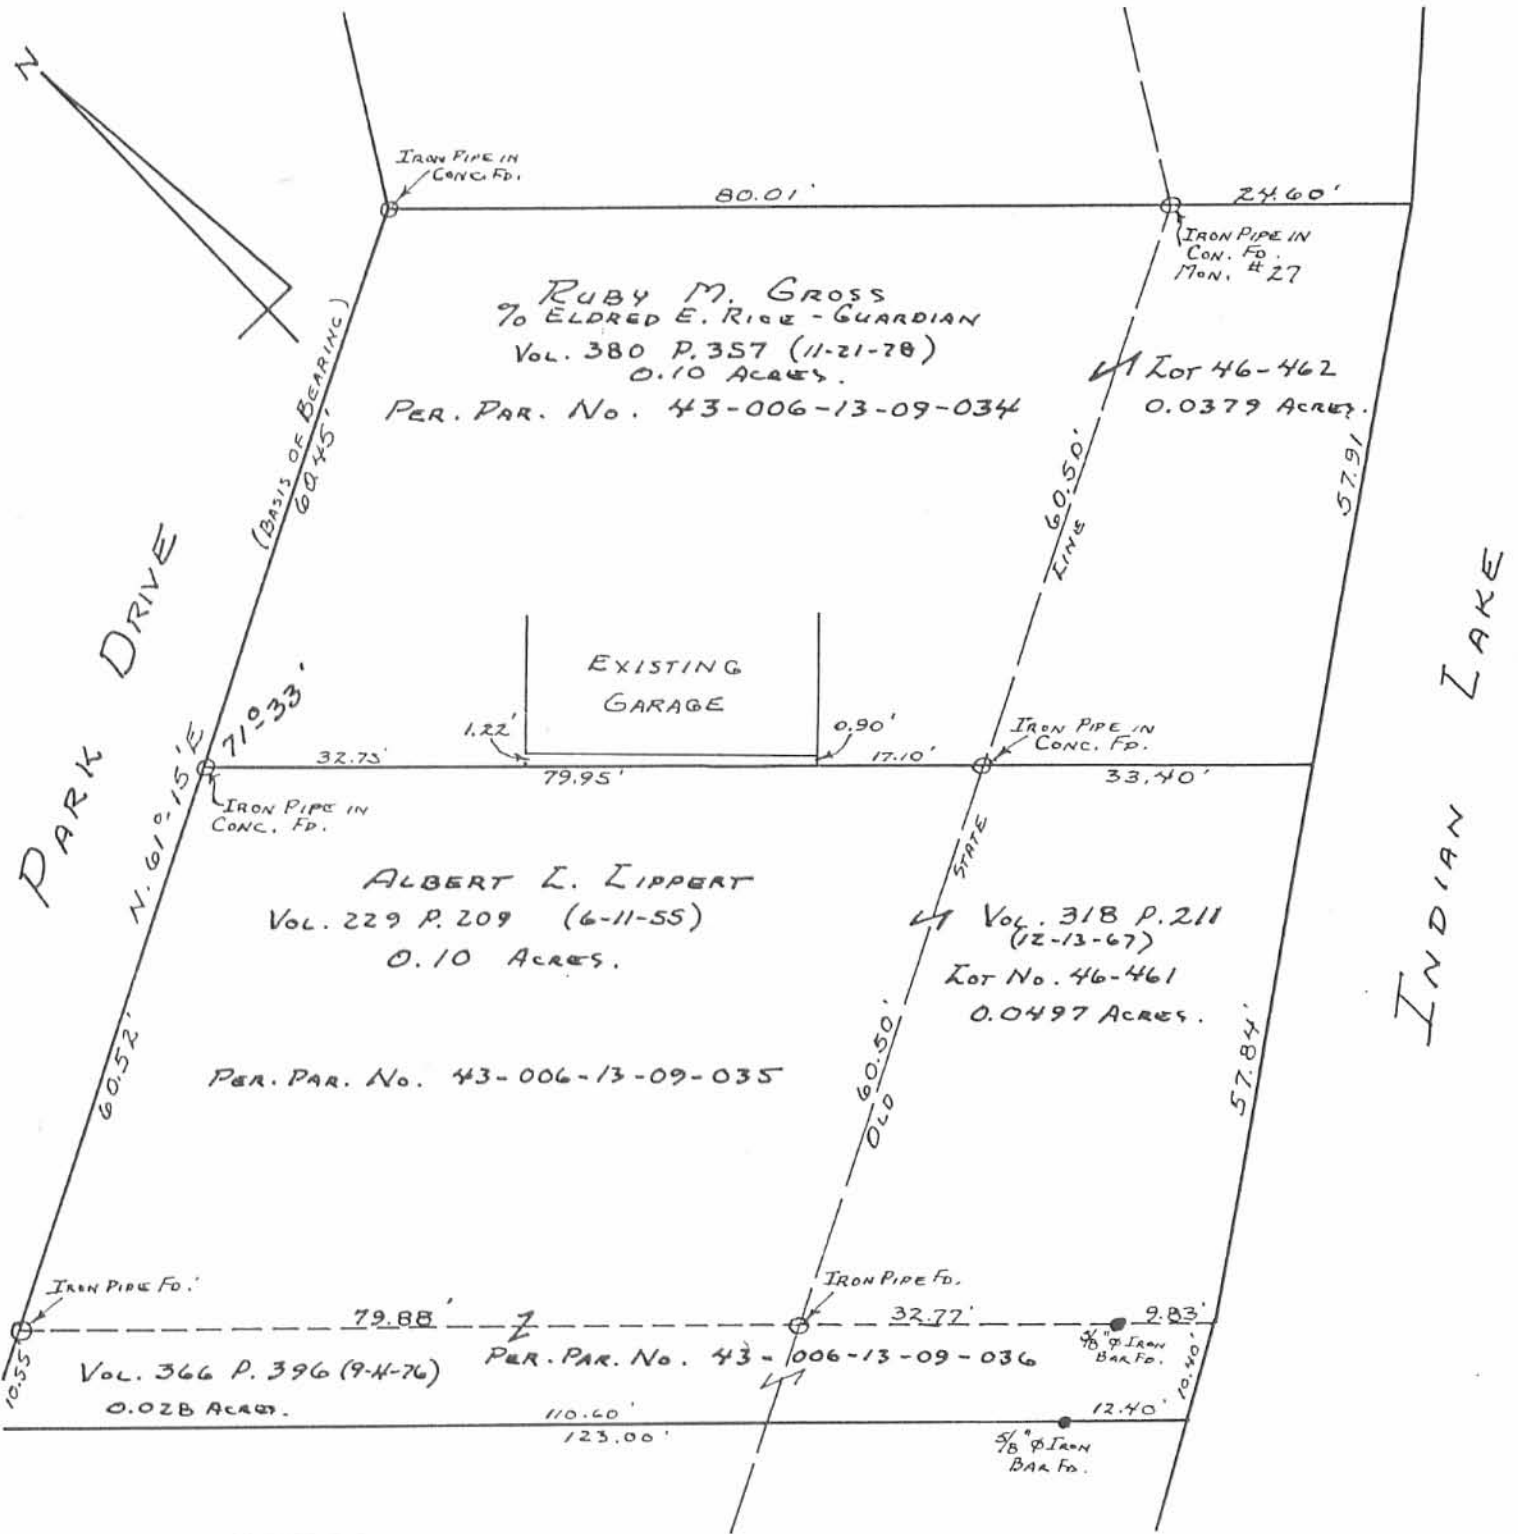 N
IRON PIPE IN
CONC. FD.
80.01'
24.60'
IRON PIPE IN
CON. FD.
MON. #27
RUBY M. GROSS
% ELDRED E. RICE - GUARDIAN
VOL. 380 P. 357 (11-21-78)
0.10 ACRES.
PER. PAR. NO. 43-006-13-09-034
LOT 46-462
0.0379 ACRES.
(BASIS OF BEARING)
60.45'
60.50'
LINE
57.91'
PARK DRIVE
INDIAN LAKE
EXISTING
GARAGE
71°-33'
1.22'
0.90'
32.73'
79.95'
17.10'
IRON PIPE IN
CONC. FD.
33.40'
N. 61°-15' E
IRON PIPE IN
CONC. FD.
STATE
ALBERT L. LIPPERT
VOL. 229 P. 209 (6-11-55)
0.10 ACRES.
VOL. 318 P. 211
(12-13-67)
LOT NO. 46-461
0.0497 ACRES.
60.52'
PER. PAR. NO. 43-006-13-09-035
60.50'
OLD
57.84'
IRON PIPE FD.
IRON PIPE FD.
79.88'
32.77'
9.83'
5/8"Ø IRON
BAR FD.
10.55'
VOL. 366 P. 396 (9-4-76)
PER. PAR. NO. 43-006-13-09-036
10.40'
0.028 ACRES.
110.60'
123.00'
12.40'
5/8"Ø IRON
BAR FD.